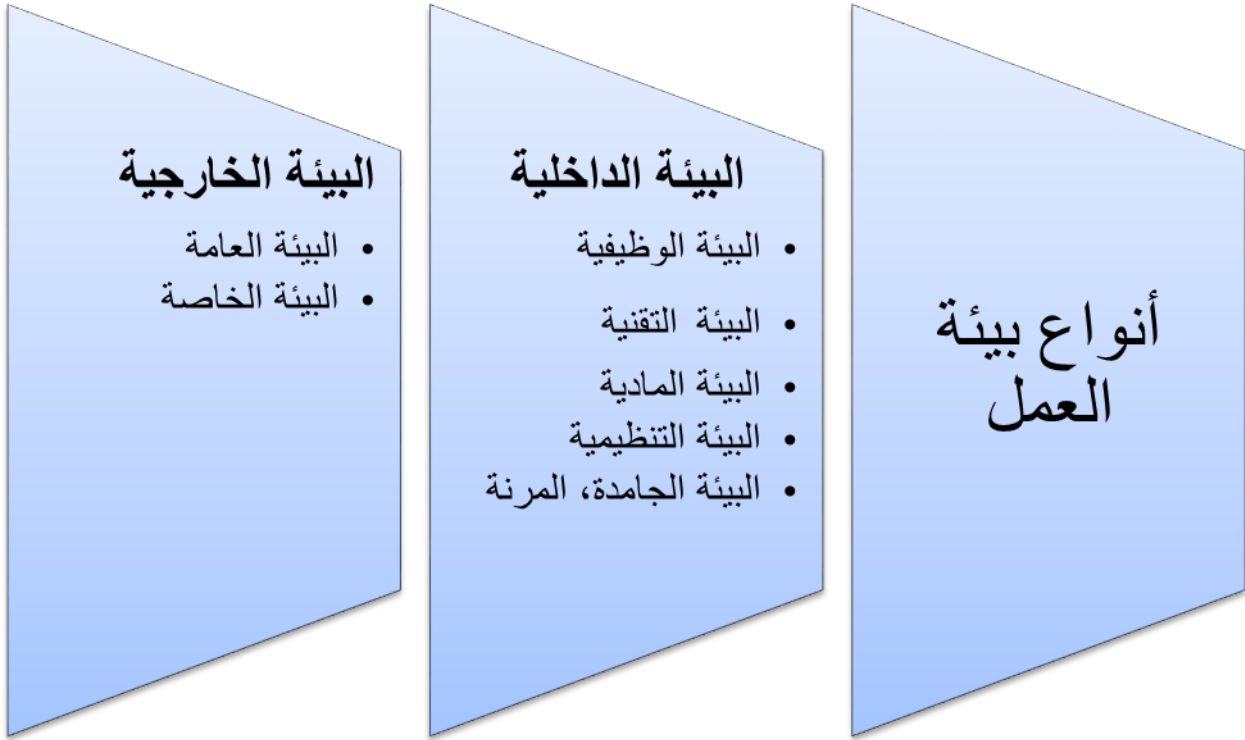 أنواع بيئة
العمل
البيئة الداخلية
• البيئة الوظيفية
• البيئة التقنية
• البيئة المادية
• البيئة التنظيمية
• البيئة الجامدة، المرنة
البيئة الخارجية
• البيئة العامة
• البيئة الخاصة